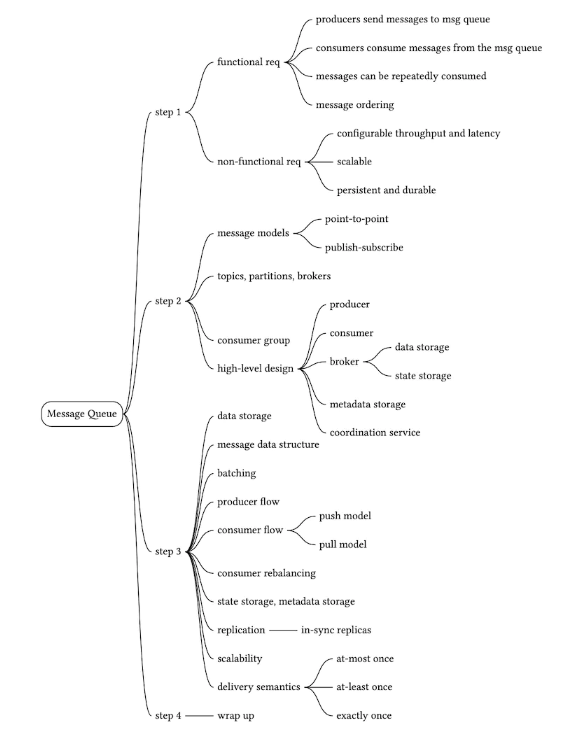 producers send messages to msg queue
consumers consume messages from the msg queue
functional req
messages can be repeatedly consumed
message ordering
step 1
configurable throughput and latency
non-functional req
scalable
persistent and durable
point-to-point
message models
publish-subscribe
topics, partitions, brokers
step 2
producer
consumer group
consumer
data storage
high-level design
broker
state storage
metadata storage
coordination service
Message Queue
data storage
message data structure
batching
producer flow
push model
consumer flow
pull model
step 3
consumer rebalancing
state storage, metadata storage
replication
in-sync replicas
scalability
at-most once
delivery semantics
at-least once
exactly once
step 4
wrap up